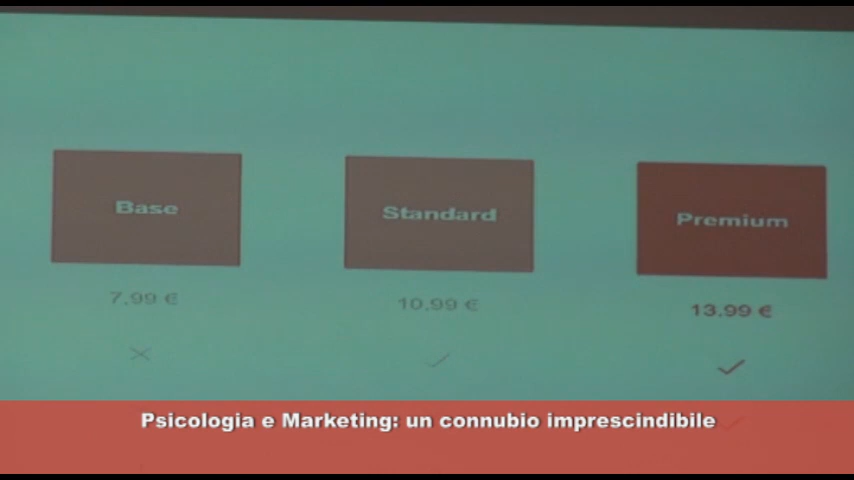 Base
Standard
Premium
7.99 €
10.99 €
13.99 €
Psicologia e Marketing: un connubio imprescindibile